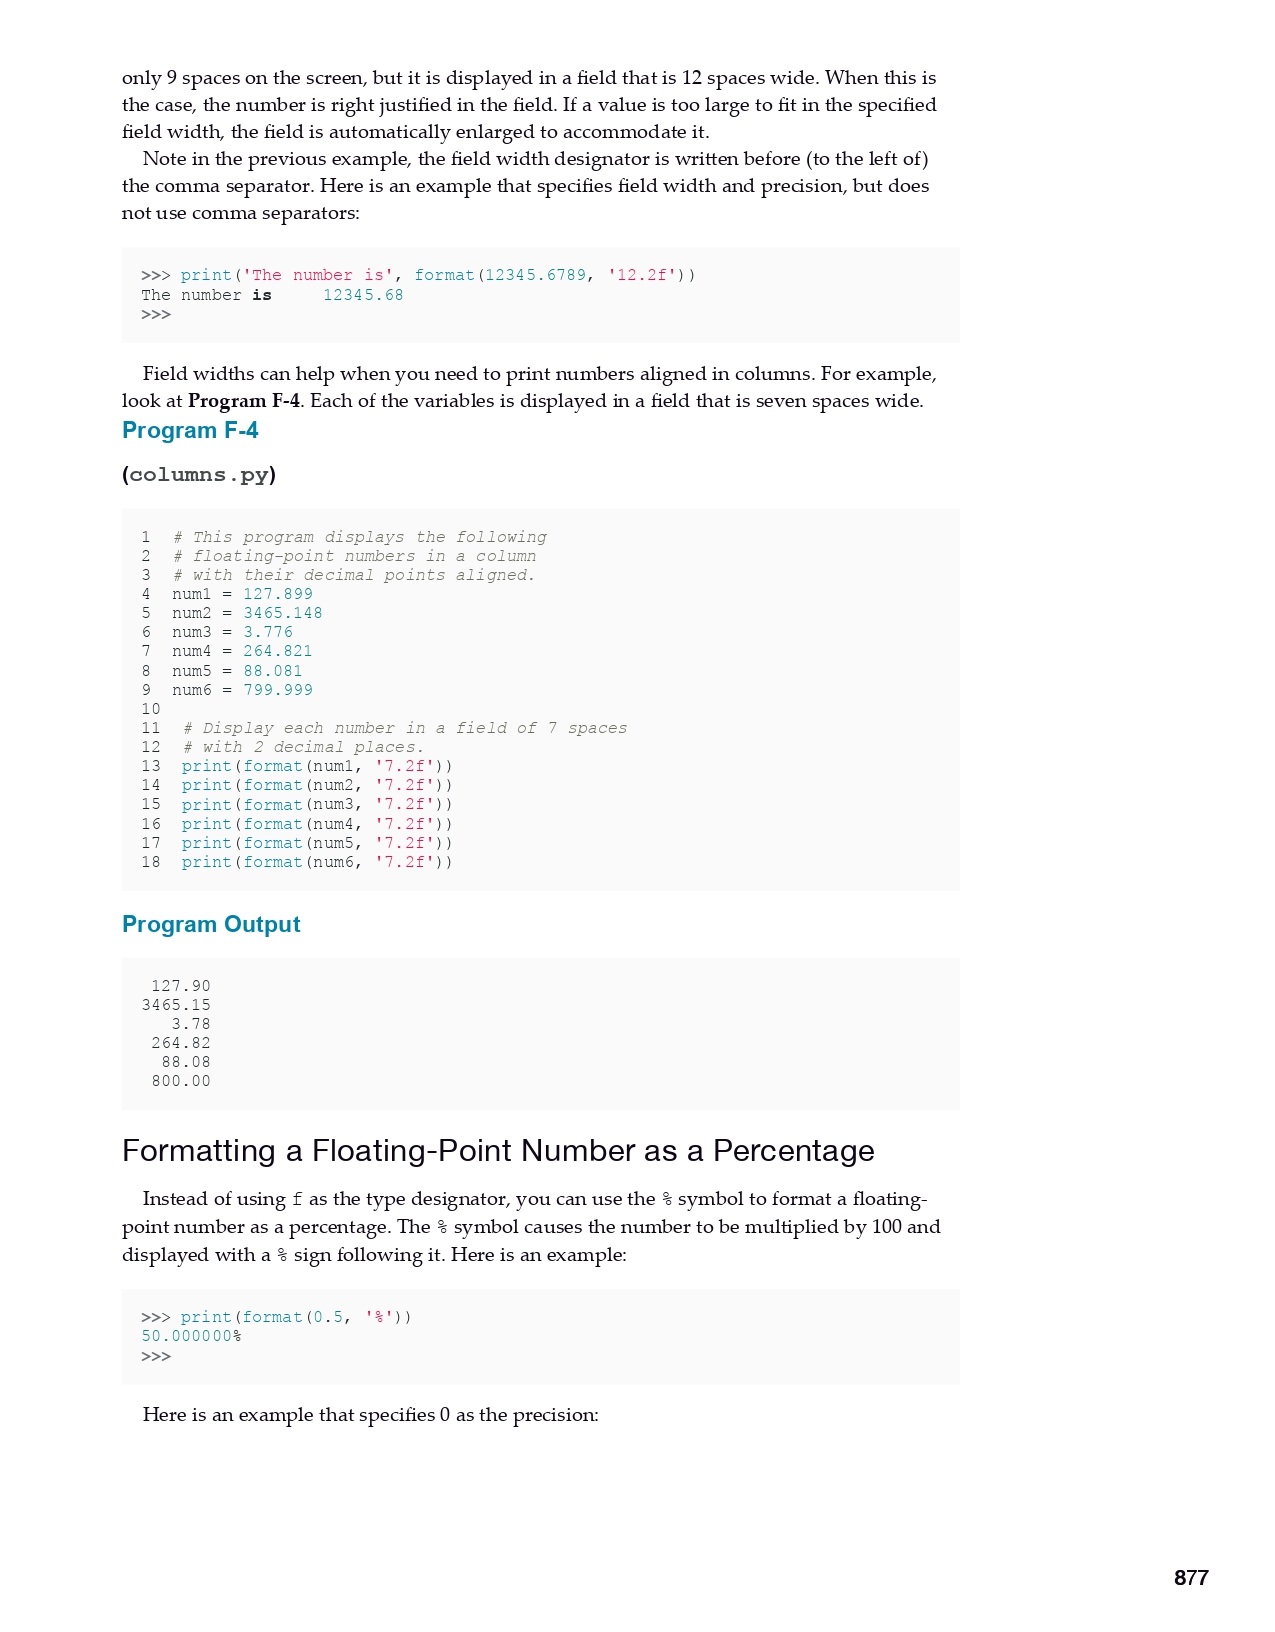 only 9 spaces on the screen, but it is displayed in a field that is 12 spaces wide. When this is
the case, the number is right justified in the field. If a value is too large to fit in the specified
field width, the field is automatically enlarged to accommodate it.
Note in the previous example, the field width designator is written before (to the left of)
the comma separator. Here is an example that specifies field width and precision, but does
not use comma separators:
>>> print('The number is', format(12345.6789, '12.2f'))
The number is     12345.68
>>>
Field widths can help when you need to print numbers aligned in columns. For example,
look at Program F-4. Each of the variables is displayed in a field that is seven spaces wide.
Program F-4
(columns.py)
1  # This program displays the following
2  # floating-point numbers in a column
3  # with their decimal points aligned.
4  num1 = 127.899
5  num2 = 3465.148
6  num3 = 3.776
7  num4 = 264.821
8  num5 = 88.081
9  num6 = 799.999
10
11  # Display each number in a field of 7 spaces
12  # with 2 decimal places.
13  print(format(num1, '7.2f'))
14  print(format(num2, '7.2f'))
15  print(format(num3, '7.2f'))
16  print(format(num4, '7.2f'))
17  print(format(num5, '7.2f'))
18  print(format(num6, '7.2f'))
Program Output
 127.90
3465.15
   3.78
 264.82
  88.08
 800.00
Formatting a Floating-Point Number as a Percentage
Instead of using f as the type designator, you can use the % symbol to format a floating-
point number as a percentage. The % symbol causes the number to be multiplied by 100 and
displayed with a % sign following it. Here is an example:
>>> print(format(0.5, '%'))
50.000000%
>>>
Here is an example that specifies 0 as the precision:
877